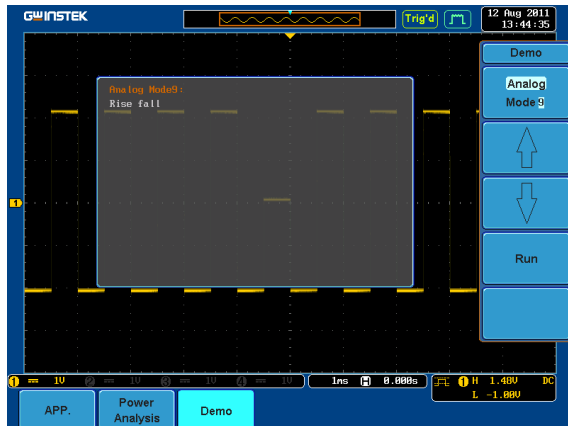 GWINSTEK
Trig'd
12 Aug 2011
13:44:35
Demo
Analog
Mode 9
Analog Mode9:
Rise fall
1
Run
1 1V 2 1V 3 1V 4 1V
1ms H 0.000s
1 H 1.48V DC
L -1.00V
APP.
Power
Analysis
Demo